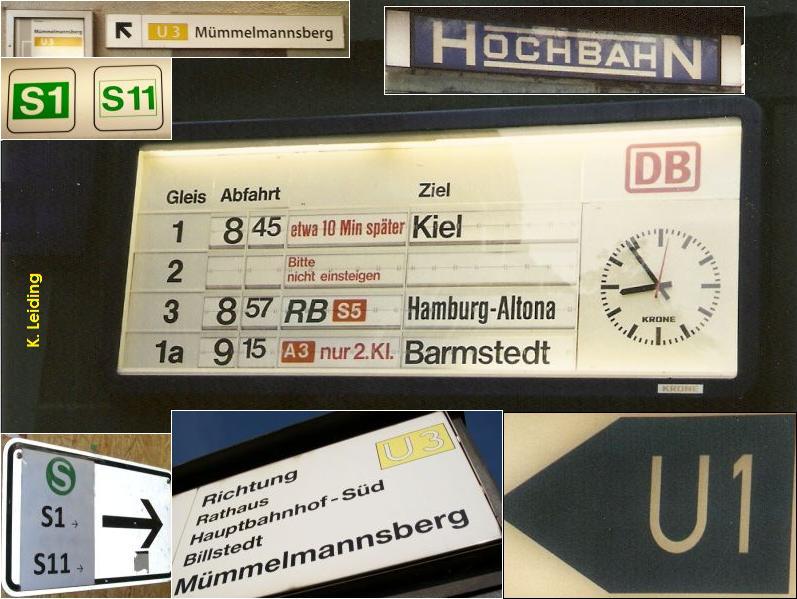 Mümmelmannsberg
U3
U3 Mümmelmannsberg
HOCHBAHN
S1 S11
DB
Gleis Abfahrt Ziel
1 8 45 etwa 10 Min später Kiel
2 Bitte nicht einsteigen
3 8 57 RB S5 Hamburg-Altona
1a 9 15 A3 nur 2.Kl. Barmstedt
KRONE
KRONE
K. Leiding
S
S1
S11
U3
Richtung
Rathaus
Hauptbahnhof-Süd
Billstedt
Mümmelmannsberg
U1